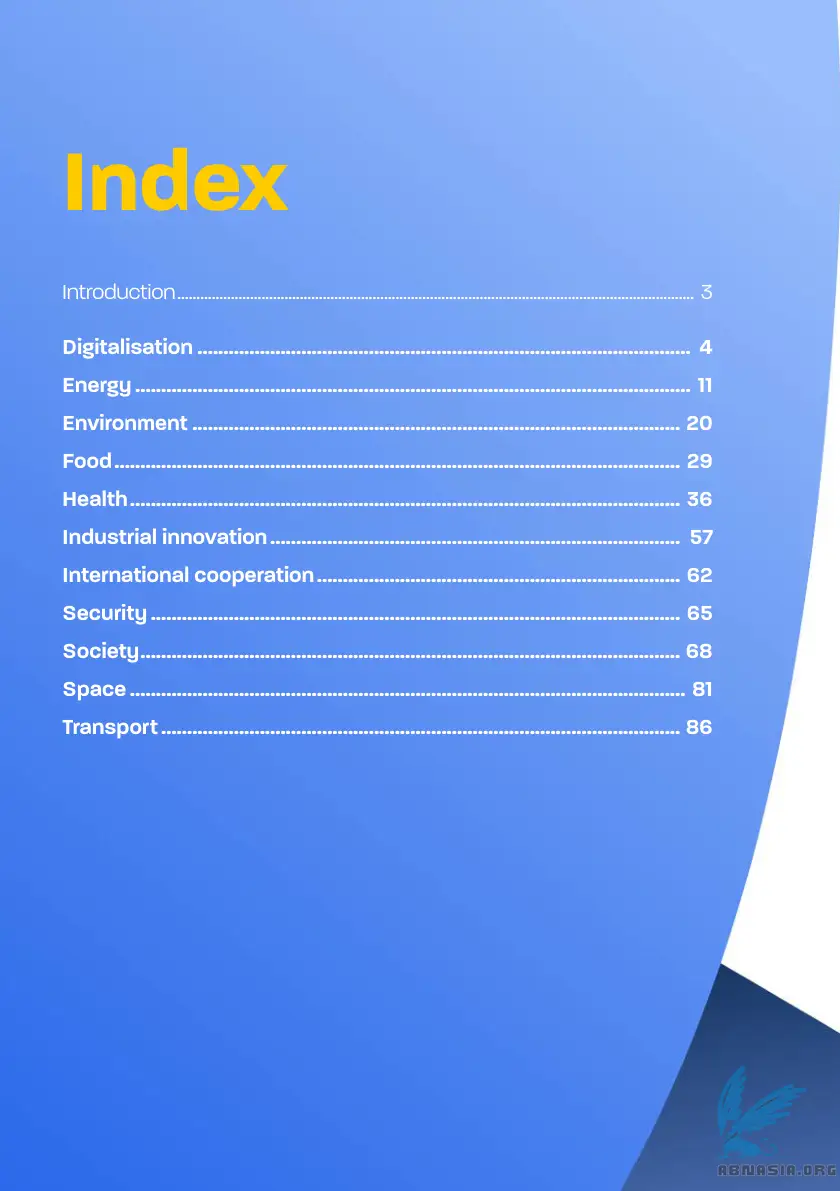 Index
Introduction 3
Digitalisation 4
Energy 11
Environment 20
Food 29
Health 36
Industrial innovation 57
International cooperation 62
Security 65
Society 68
Space 81
Transport 86
ABNASIA.ORG